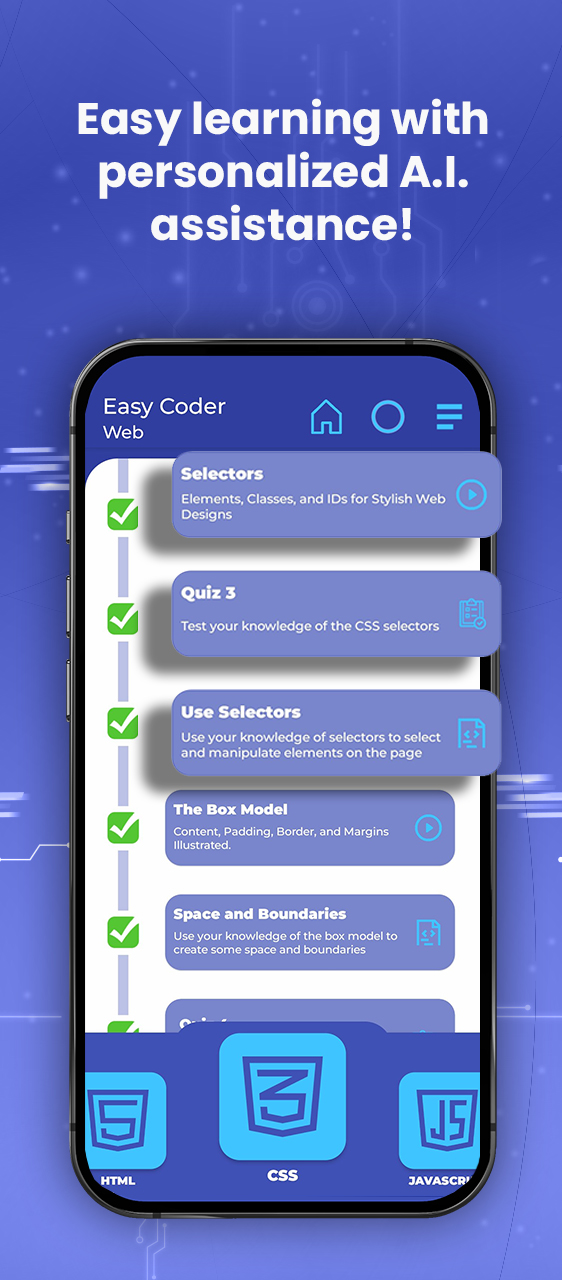 Easy learning with
personalized A.I.
assistance!
Easy Coder
Web
Selectors
Elements, Classes, and IDs for Stylish Web
Designs
Quiz 3
Test your knowledge of the CSS selectors
Use Selectors
Use your knowledge of selectors to select
and manipulate elements on the page
The Box Model
Content, Padding, Border, and Margins
Illustrated.
Space and Boundaries
Use your knowledge of the box model to
create some space and boundaries
HTML
CSS
JS
JAVASCRI